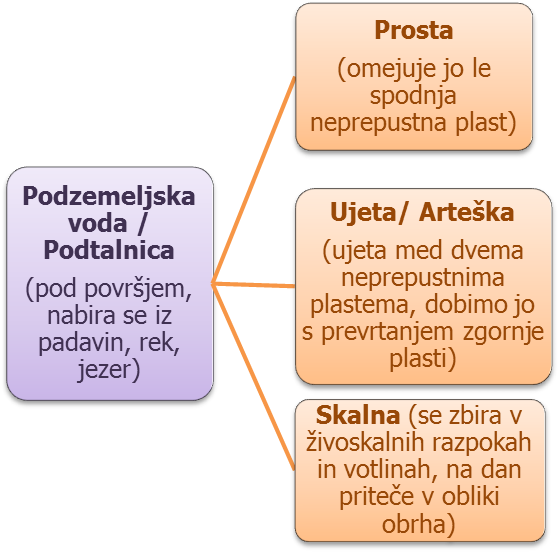 Podzemeljska
voda /
Podtalnica
(pod površjem,
nabira se iz
padavin, rek,
jezer)
Prosta
(omejuje jo le
spodnja
neprepustna plast)
Ujeta/ Arteška
(ujeta med dvema
neprepustnima
plastema, dobimo jo
s prevrtanjem zgornje
plasti)
Skalna (se zbira v
živoskalnih razpokah
in votlinah, na dan
priteče v obliki
obrha)